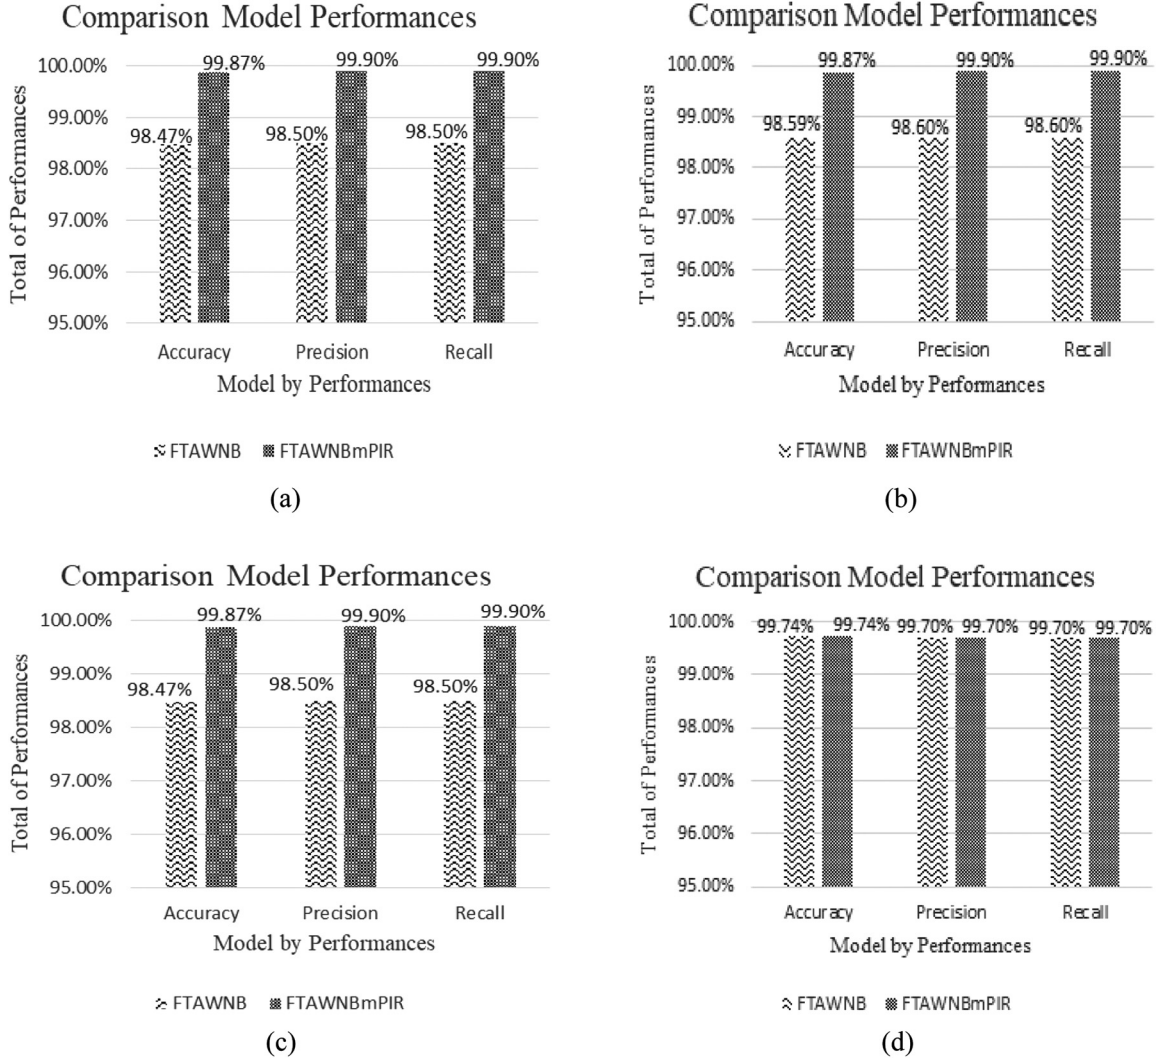 Comparison Model Performances
100.00%
99.00%
98.00%
97.00%
96.00%
95.00%
Total of Performances
98.47%
99.87%
98.50%
99.90%
98.50%
99.90%
Accuracy Precision Recall
Model by Performances
FTAWNB FTAWNBmPIR
(a)
Comparison Model Performances
100.00%
99.00%
98.00%
97.00%
96.00%
95.00%
Total of Performances
98.59%
99.87%
98.60%
99.90%
98.60%
99.90%
Accuracy Precision Recall
Model by Performances
FTAWNB FTAWNBmPIR
(b)
Comparison Model Performances
100.00%
99.00%
98.00%
97.00%
96.00%
95.00%
Total of Performances
98.47%
99.87%
98.50%
99.90%
98.50%
99.90%
Accuracy Precision Recall
Model by Performances
FTAWNB FTAWNBmPIR
(c)
Comparison Model Performances
100.00%
99.00%
98.00%
97.00%
96.00%
95.00%
Total of Performances
99.74%
99.74%
99.70%
99.70%
99.70%
99.70%
Accuracy Precision Recall
Model by Performances
FTAWNB FTAWNBmPIR
(d)